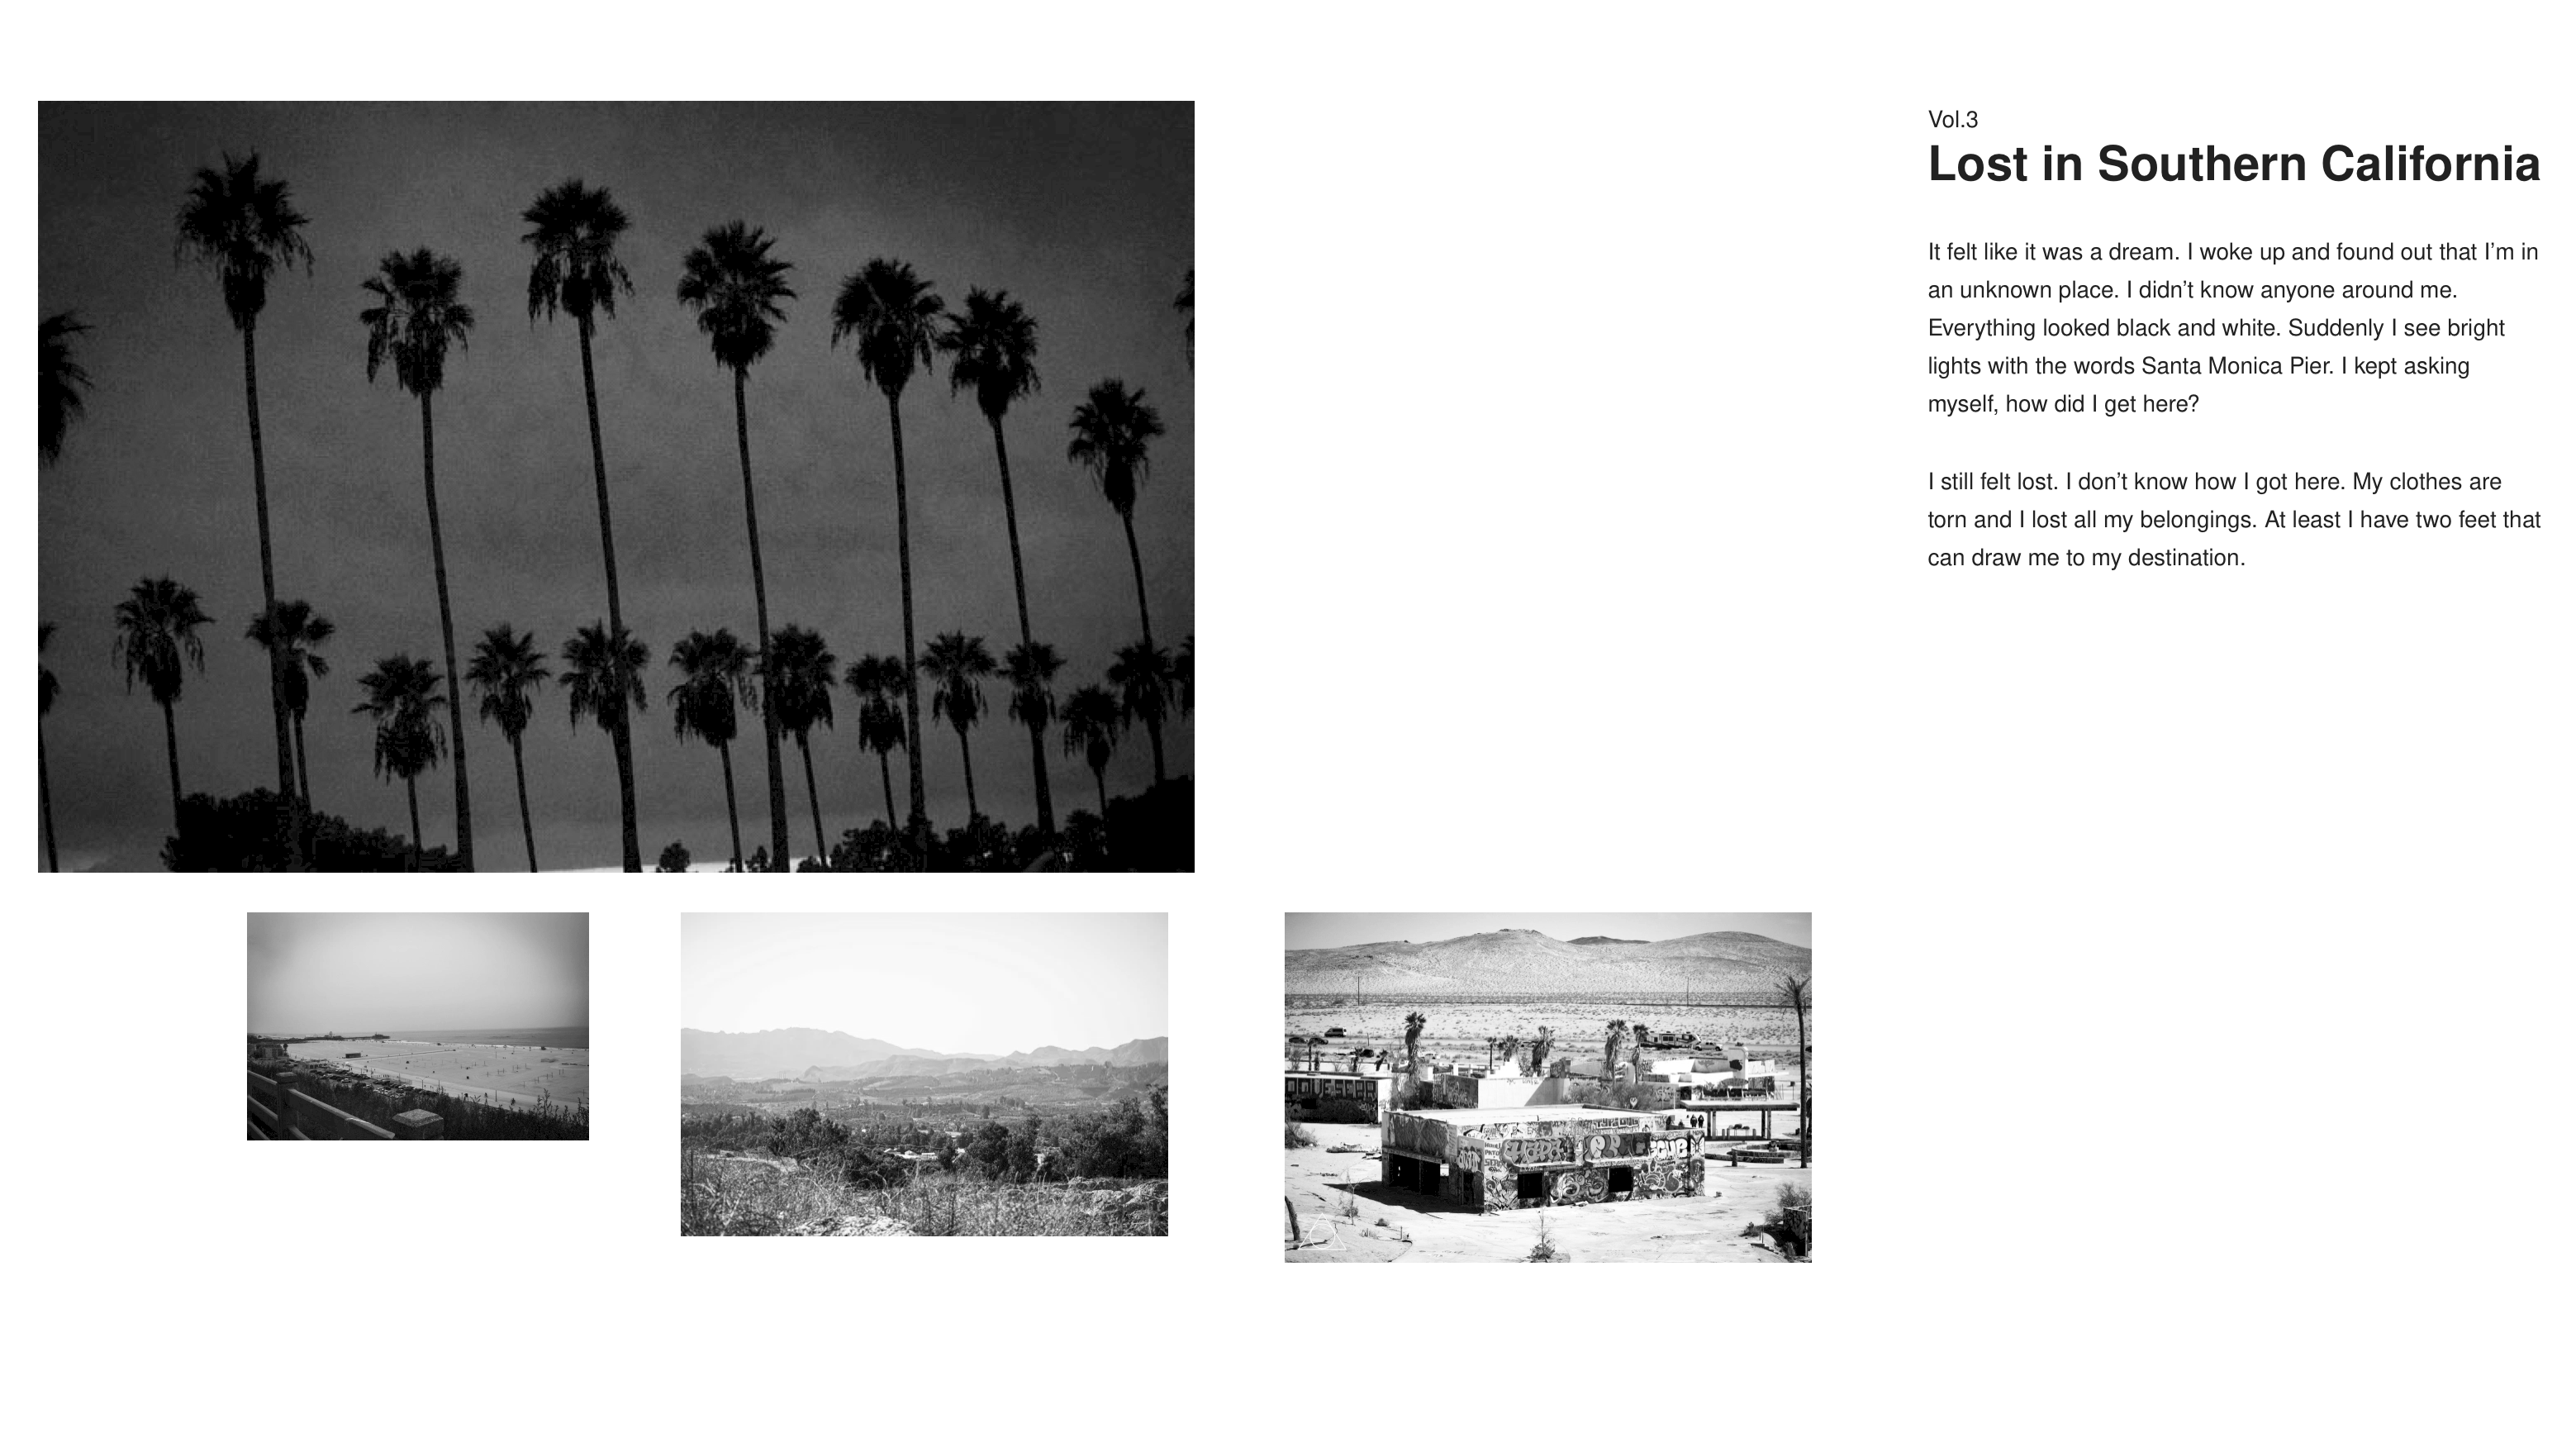 Vol.3
Lost in Southern California
It felt like it was a dream. I woke up and found out that I’m in
an unknown place. I didn’t know anyone around me.
Everything looked black and white. Suddenly I see bright
lights with the words Santa Monica Pier. I kept asking
myself, how did I get here?
I still felt lost. I don’t know how I got here. My clothes are
torn and I lost all my belongings. At least I have two feet that
can draw me to my destination.